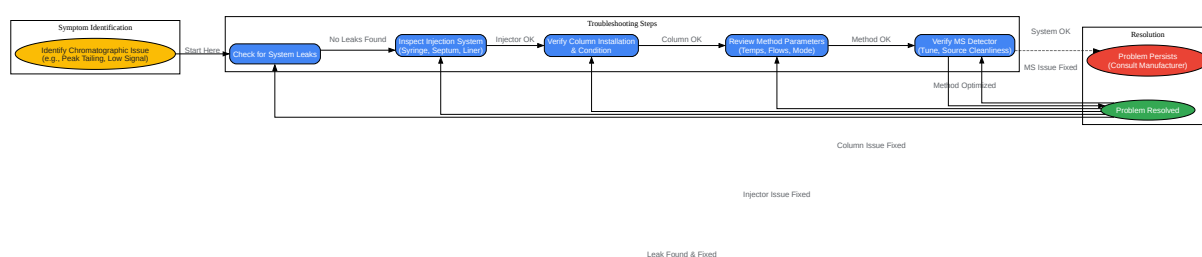 Symptom Identification
Identify Chromatographic Issue
(e.g., Peak Tailing, Low Signal)
Start Here
Troubleshooting Steps
Check for System Leaks
No Leaks Found
Inspect Injection System
(Syringe, Septum, Liner)
Injector OK
Verify Column Installation
& Condition
Column OK
Review Method Parameters
(Temps, Flows, Mode)
Method OK
Verify MS Detector
(Tune, Source Cleanliness)
System OK
MS Issue Fixed
Resolution
Problem Persists
(Consult Manufacturer)
Problem Resolved
Method Optimized
Column Issue Fixed
Injector Issue Fixed
Leak Found & Fixed